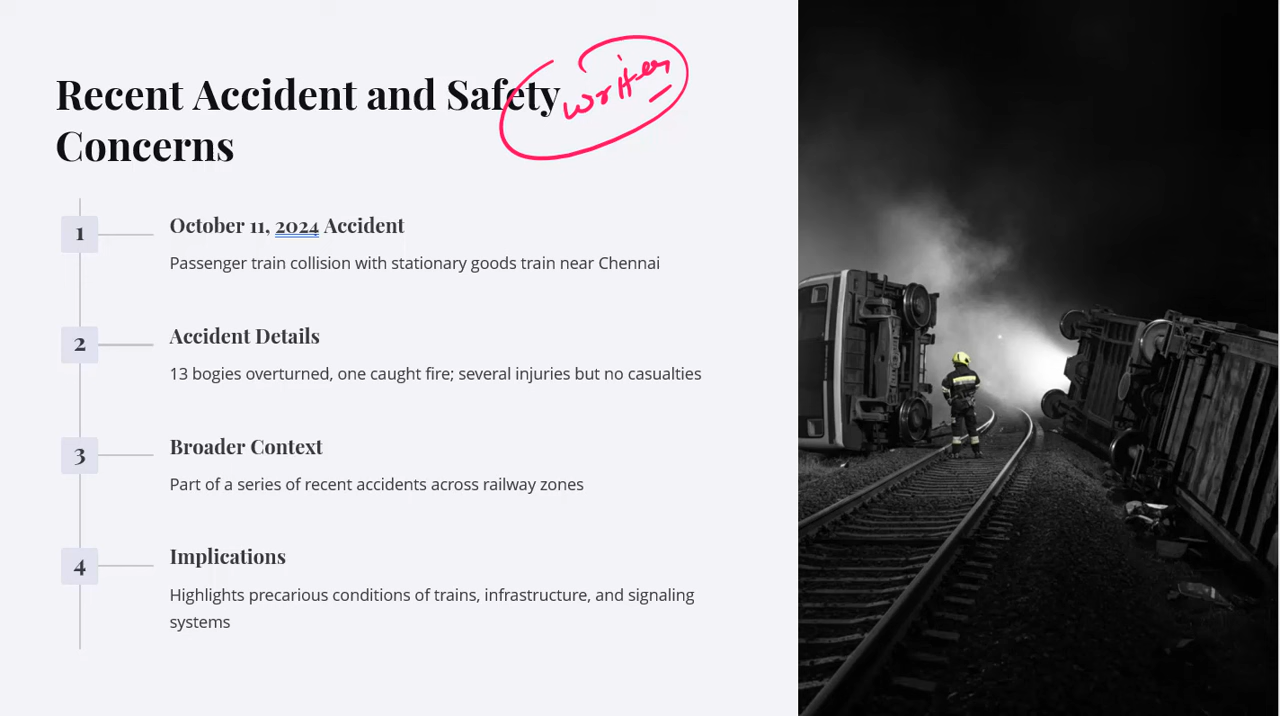 Recent Accident and Safety
Concerns
writer
1
October 11, 2024 Accident
Passenger train collision with stationary goods train near Chennai
2
Accident Details
13 bogies overturned, one caught fire; several injuries but no casualties
3
Broader Context
Part of a series of recent accidents across railway zones
4
Implications
Highlights precarious conditions of trains, infrastructure, and signaling
systems